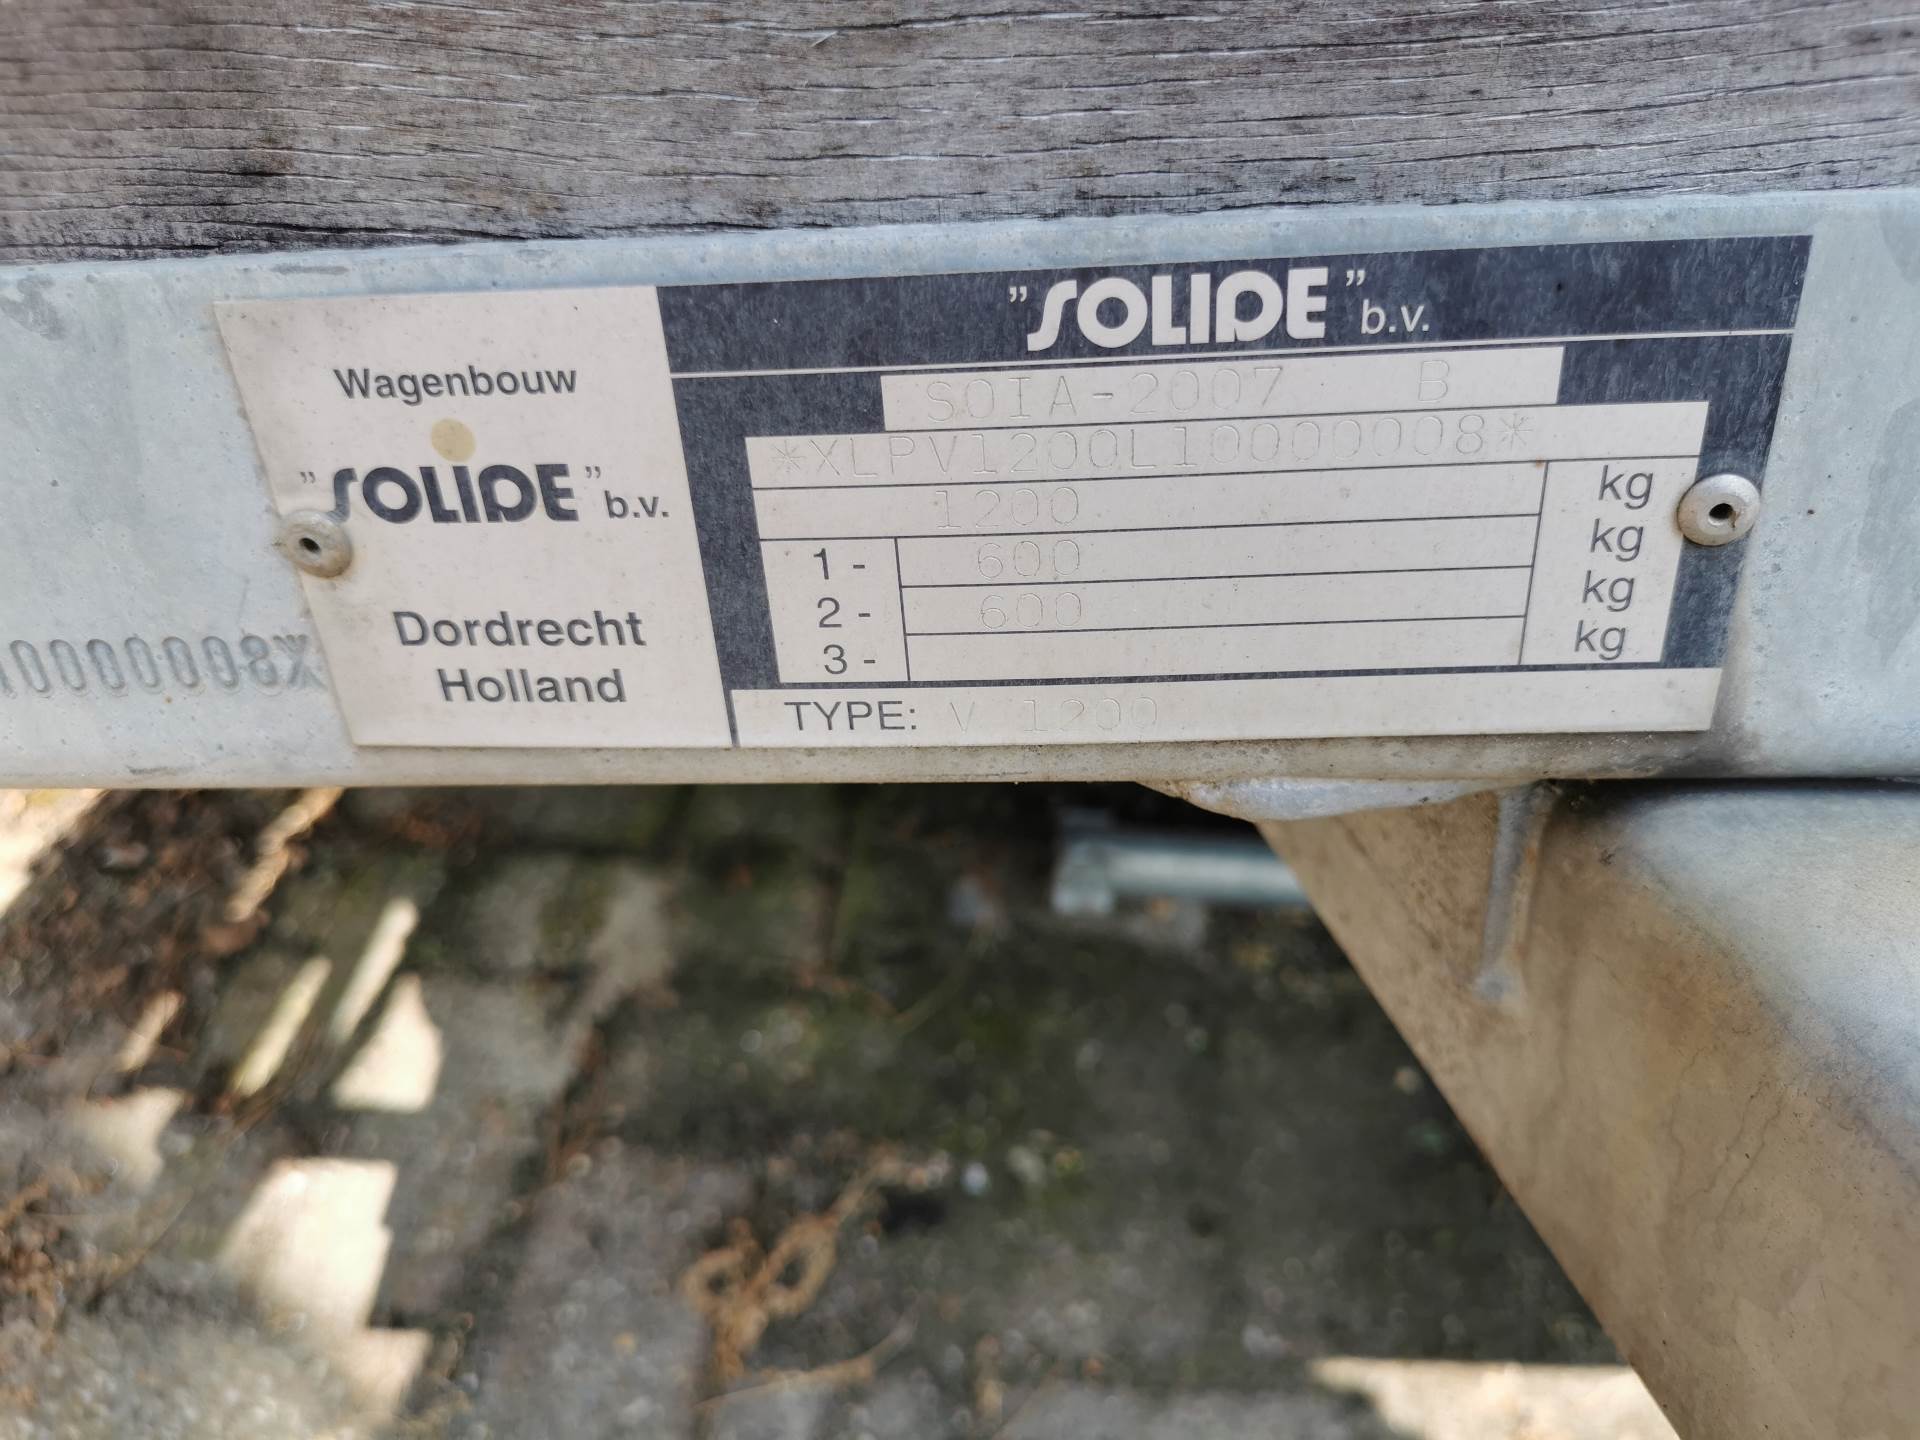 Wagenbouw
"SOLIDE" b.v.
Dordrecht
Holland
"SOLIDE" b.v.
SOIA-2007 B
*XLPV1200L10000008*
1200 kg
1- 600 kg
2- 600 kg
3- kg
TYPE: V 1200
10000008*